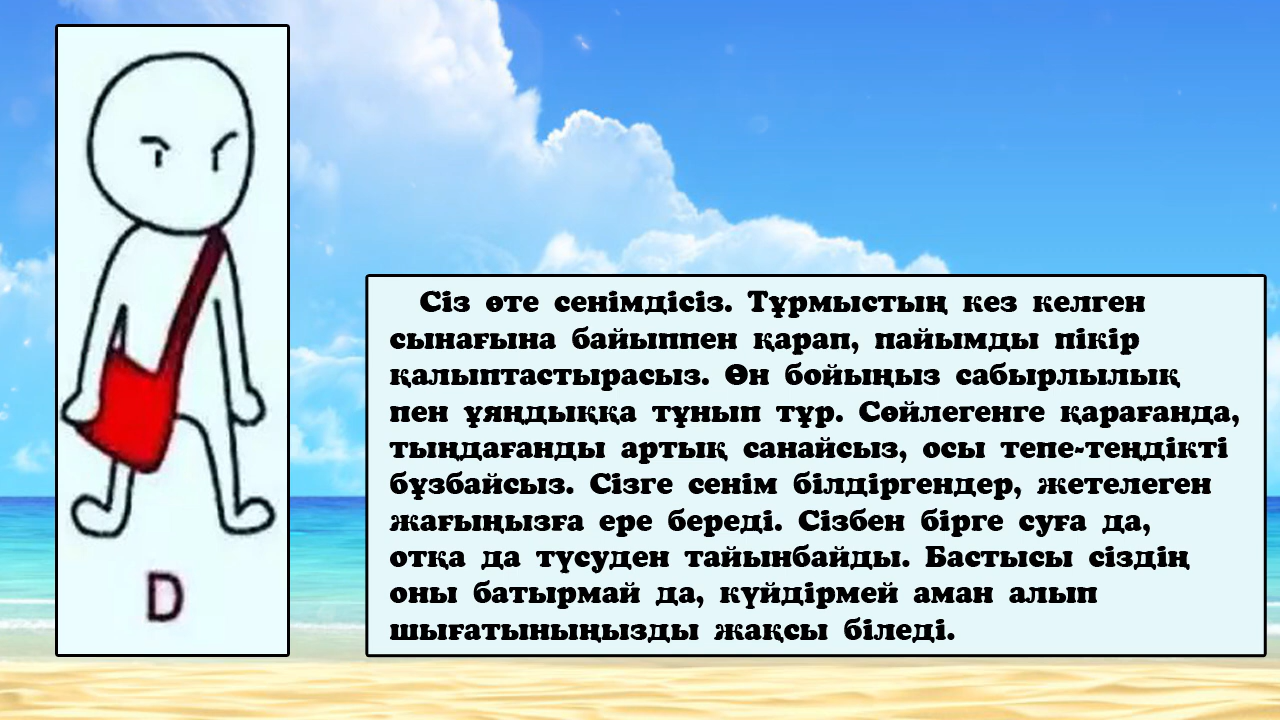 D
Сіз өте сенімдісіз. Тұрмыстың кез келген
сынағына байыппен қарап, пайымды пікір
қалыптастырасыз. Өн бойыңыз сабырлылық
пен ұяңдыққа тұнып тұр. Сөйлегенге қарағанда,
тыңдағанды артық санайсыз, осы тепе-теңдікті
бұзбайсыз. Сізге сенім білдіргендер, жетелеген
жағыңызға ере береді. Сізбен бірге суға да,
отқа да түсуден тайынбайды. Бастысы сіздің
оны батырмай да, күйдірмей аман алып
шығатыныңызды жақсы біледі.